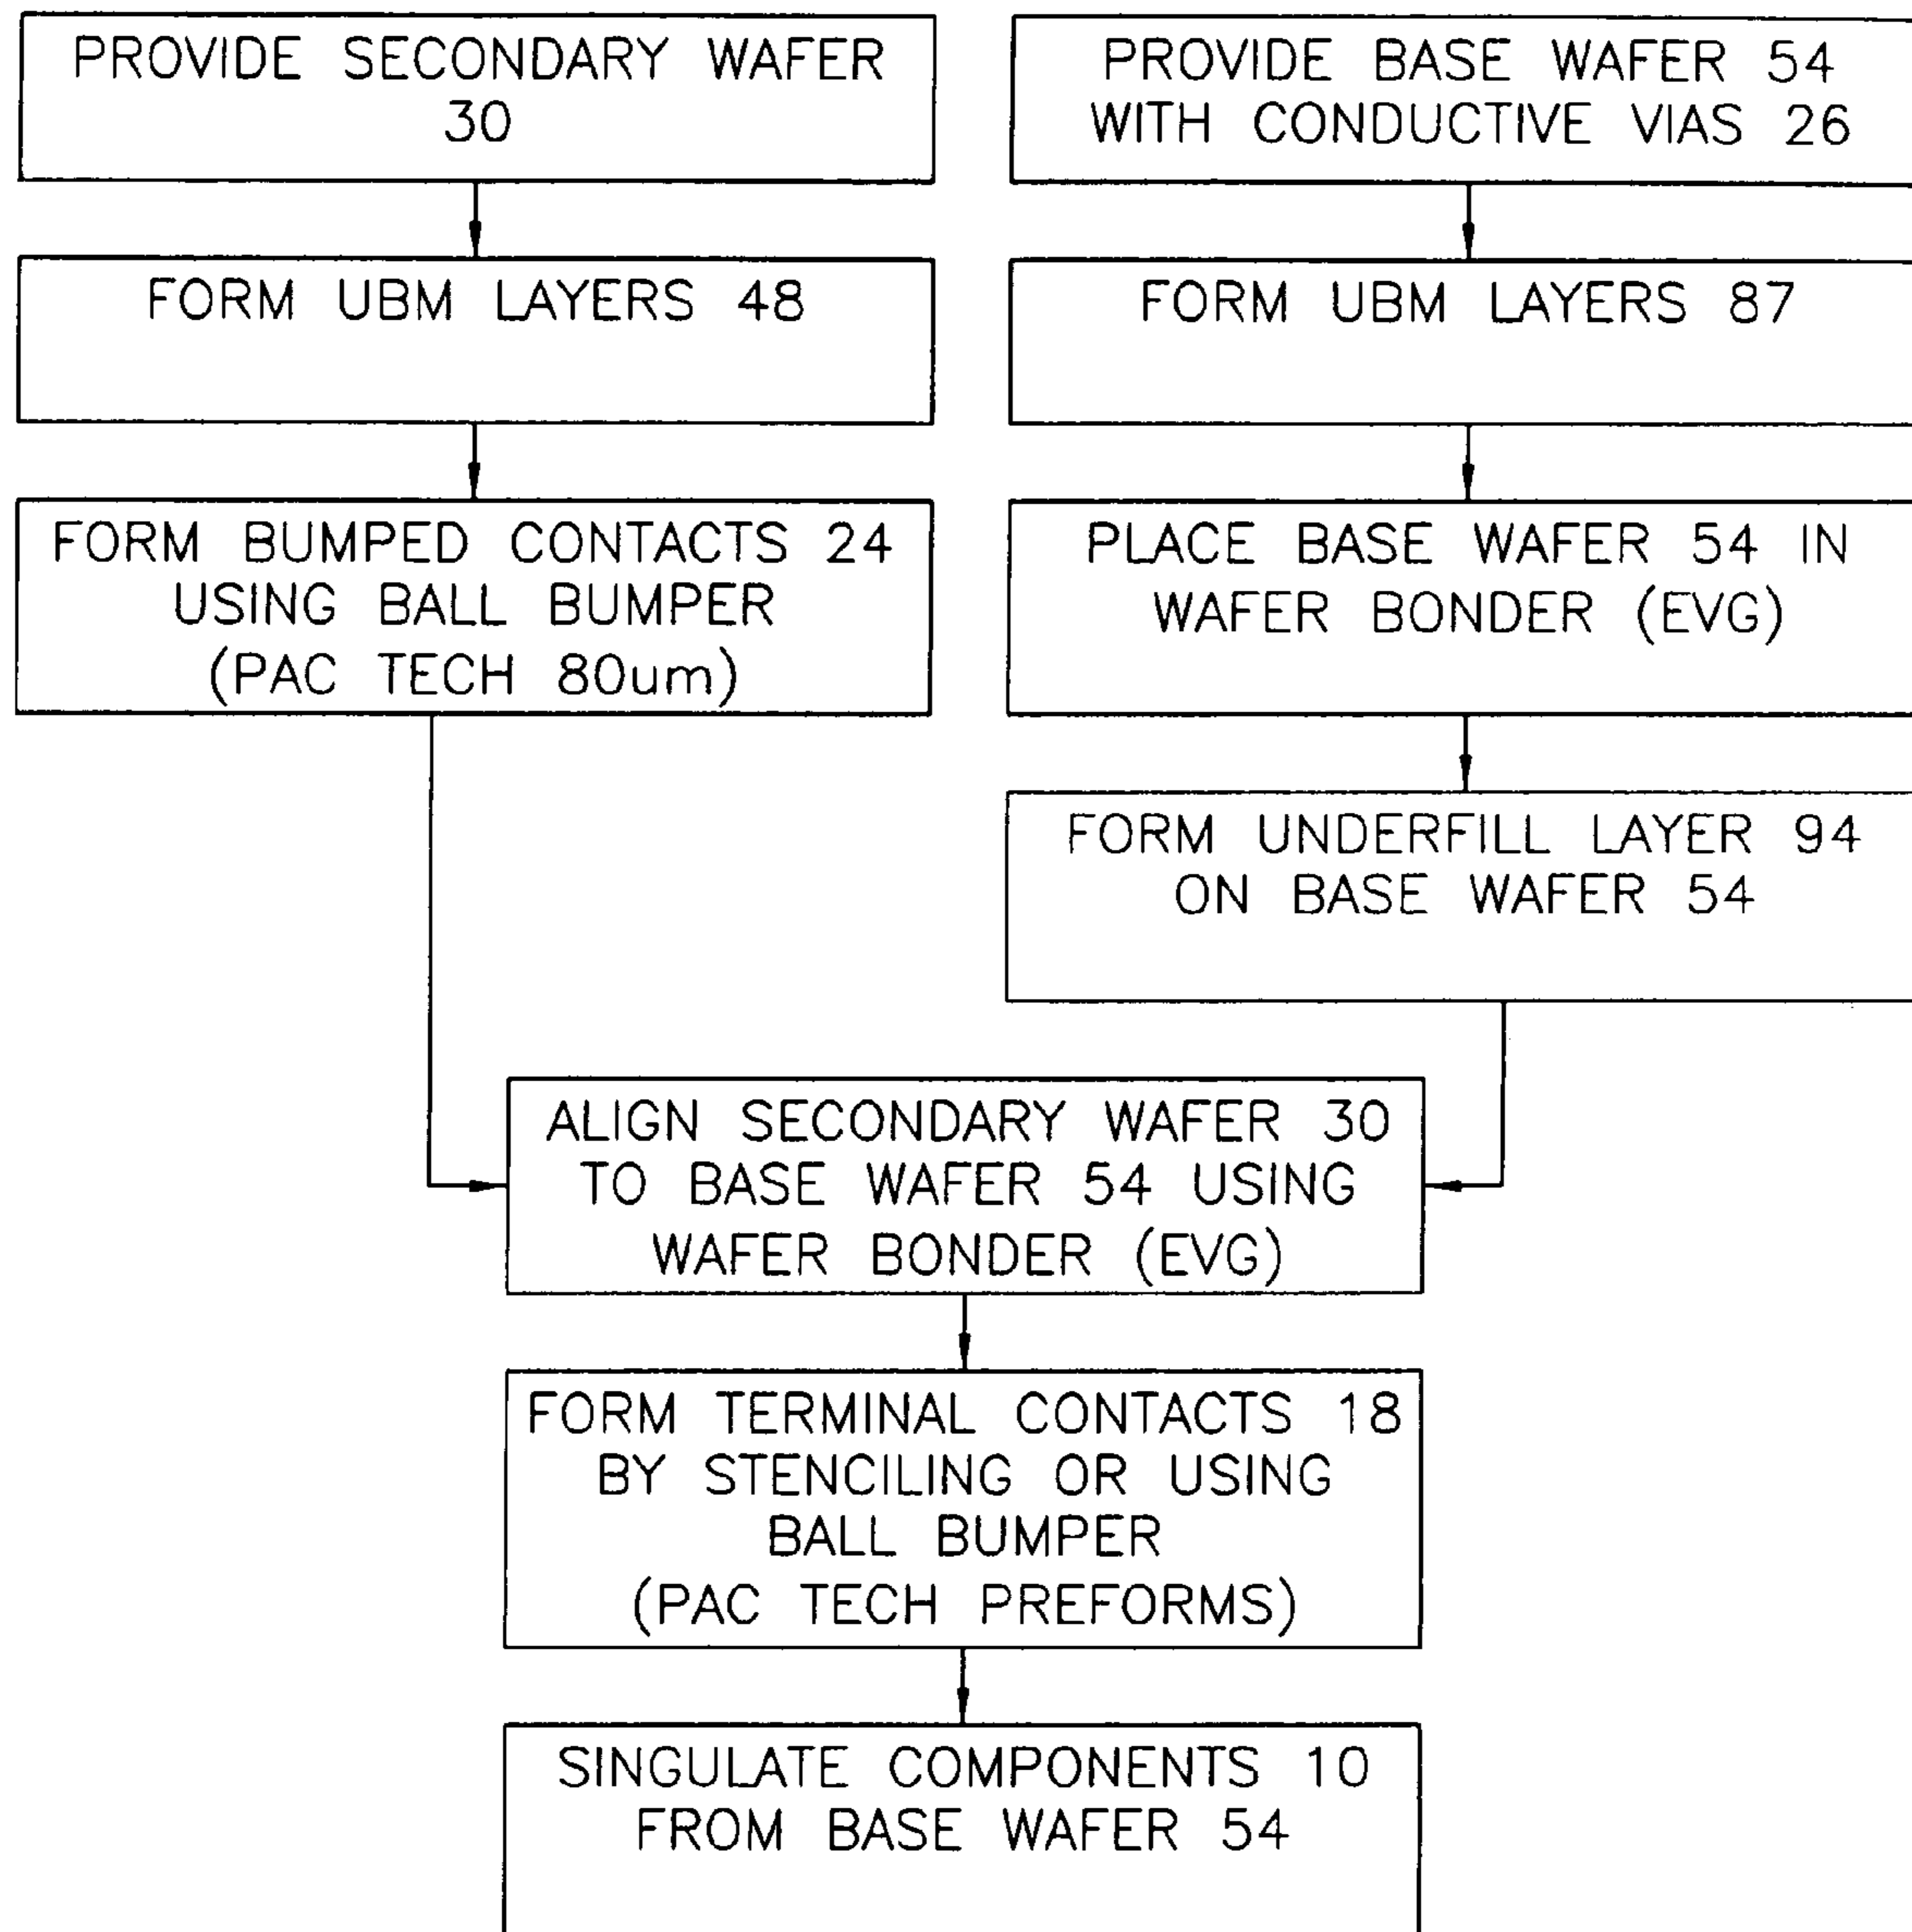 PROVIDE SECONDARY WAFER
30
PROVIDE BASE WAFER 54
WITH CONDUCTIVE VIAS 26
FORM UBM LAYERS 48
FORM UBM LAYERS 87
FORM BUMPED CONTACTS 24
USING BALL BUMPER
(PAC TECH 80um)
PLACE BASE WAFER 54 IN
WAFER BONDER (EVG)
FORM UNDERFILL LAYER 94
ON BASE WAFER 54
ALIGN SECONDARY WAFER 30
TO BASE WAFER 54 USING
WAFER BONDER (EVG)
FORM TERMINAL CONTACTS 18
BY STENCILING OR USING
BALL BUMPER
(PAC TECH PREFORMS)
SINGULATE COMPONENTS 10
FROM BASE WAFER 54